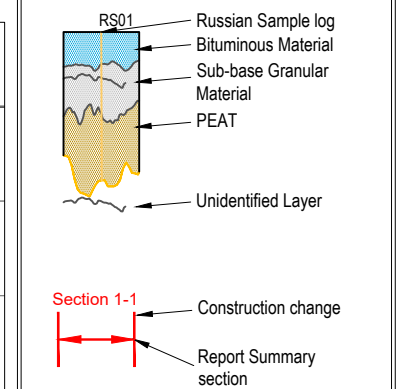 RS01
Russian Sample log
Bituminous Material
Sub-base Granular
Material
PEAT
Unidentified Layer
Section 1-1
Construction change
Report Summary
section